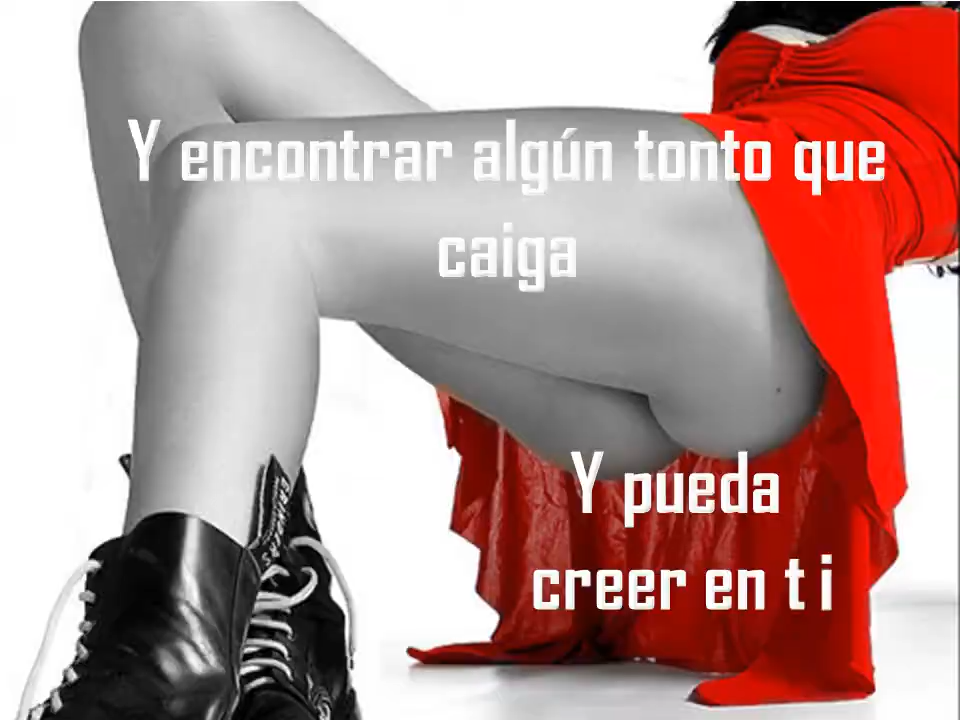 Y encontrar algún tonto que
caiga
Y pueda
creer en t i